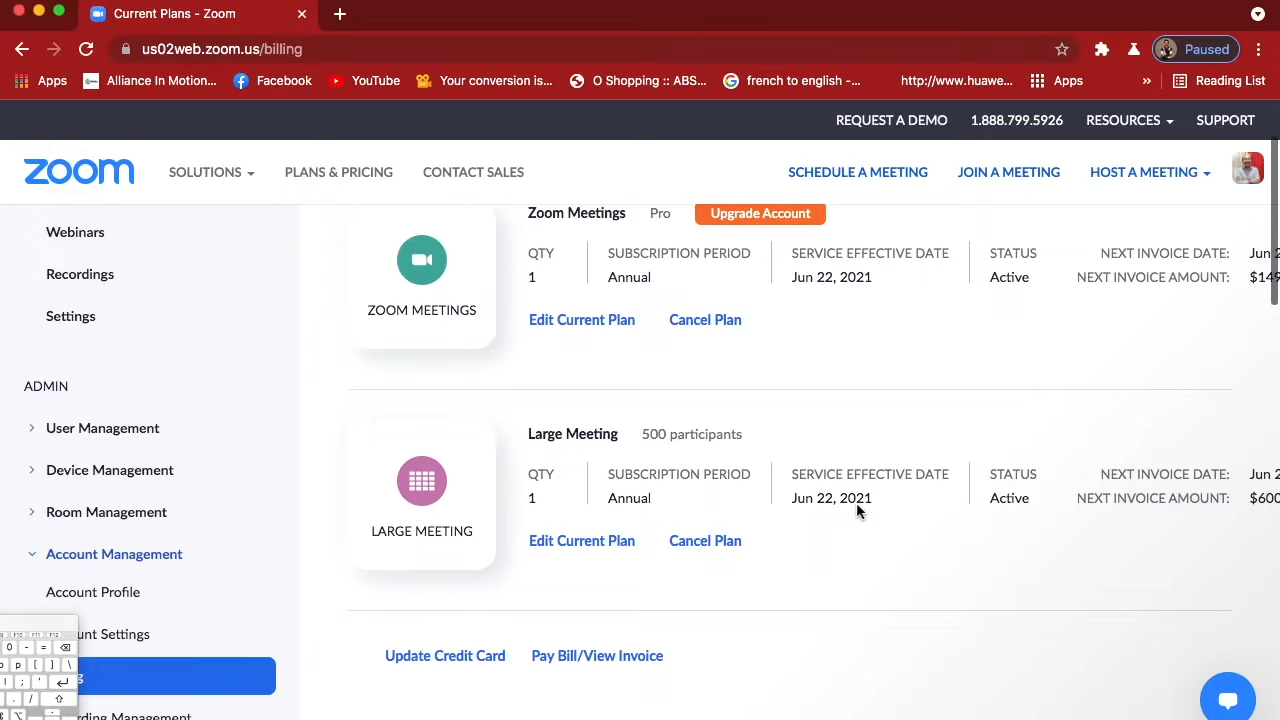 Current Plans - Zoom
us02web.zoom.us/billing
Paused
Apps Alliance In Motion... Facebook YouTube Your conversion is... O Shopping :: ABS... french to english -... http://www.huawe... Apps » Reading List
REQUEST A DEMO 1.888.799.5926 RESOURCES SUPPORT
zoom SOLUTIONS PLANS & PRICING CONTACT SALES SCHEDULE A MEETING JOIN A MEETING HOST A MEETING
Webinars
Recordings
Settings
ADMIN
User Management
Device Management
Room Management
Account Management
Account Profile
unt Settings
Zoom Meetings Pro Upgrade Account
ZOOM MEETINGS
QTY SUBSCRIPTION PERIOD SERVICE EFFECTIVE DATE STATUS NEXT INVOICE DATE: Jun 2
1 Annual Jun 22, 2021 Active NEXT INVOICE AMOUNT: $149
Edit Current Plan Cancel Plan
Large Meeting 500 participants
LARGE MEETING
QTY SUBSCRIPTION PERIOD SERVICE EFFECTIVE DATE STATUS NEXT INVOICE DATE: Jun 2
1 Annual Jun 22, 2021 Active NEXT INVOICE AMOUNT: $600
Edit Current Plan Cancel Plan
Update Credit Card Pay Bill/View Invoice